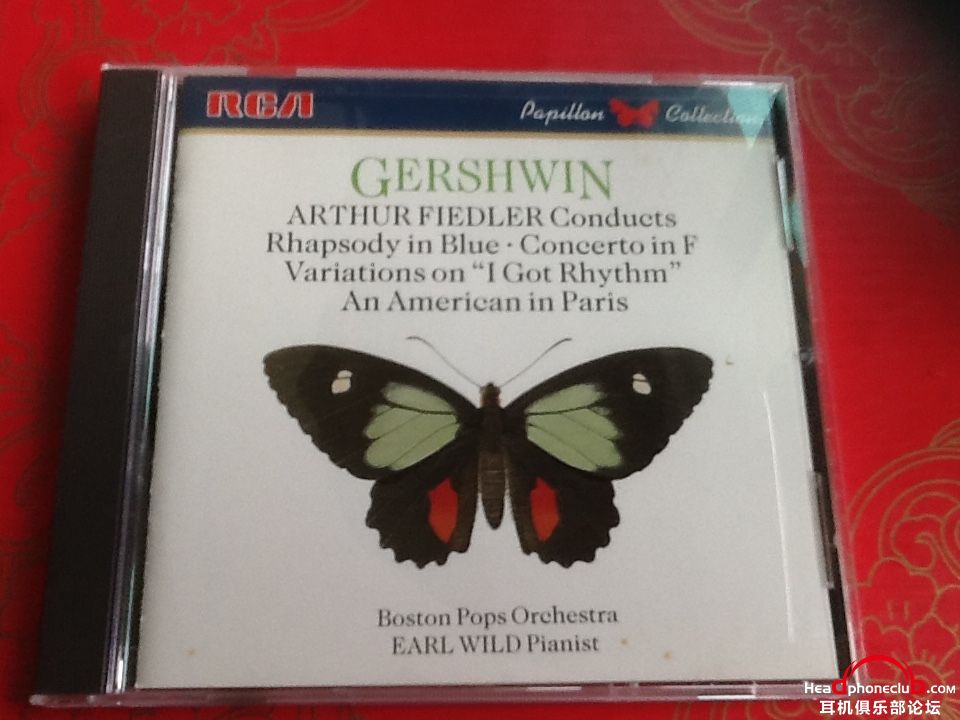 RCA
Papillon Collection
GERSHWIN
ARTHUR FIEDLER Conducts
Rhapsody in Blue · Concerto in F
Variations on “I Got Rhythm”
An American in Paris
Boston Pops Orchestra
EARL WILD Pianist
Headphoneclub.com
耳机俱乐部论坛